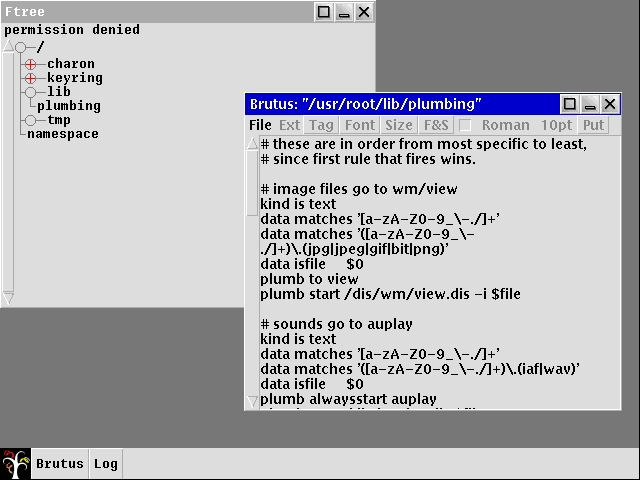 Ftree
permission denied
/
charon
keyring
lib
plumbing
tmp
namespace
Brutus: "/usr/root/lib/plumbing"
File Ext Tag Font Size F&S Roman 10pt Put
# these are in order from most specific to least,
# since first rule that fires wins.
# image files go to wm/view
kind is text
data matches '[a-zA-Z0-9_\-./]+'
data matches '([a-zA-Z0-9_\-
./]+)\.(jpg|jpeg|gif|bit|png)'
data isfile $0
plumb to view
plumb start /dis/wm/view.dis -i $file
# sounds go to auplay
kind is text
data matches '[a-zA-Z0-9_\-./]+'
data matches '([a-zA-Z0-9_\-./]+)\.(iaf|wav)'
data isfile $0
plumb alwaysstart auplay
Brutus Log